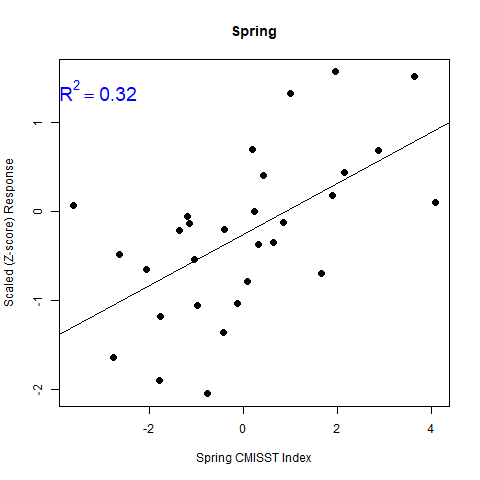 Spring
R² = 0.32
Scaled (Z-score) Response
1
0
-1
-2
-2 0 2 4
Spring CMISST Index